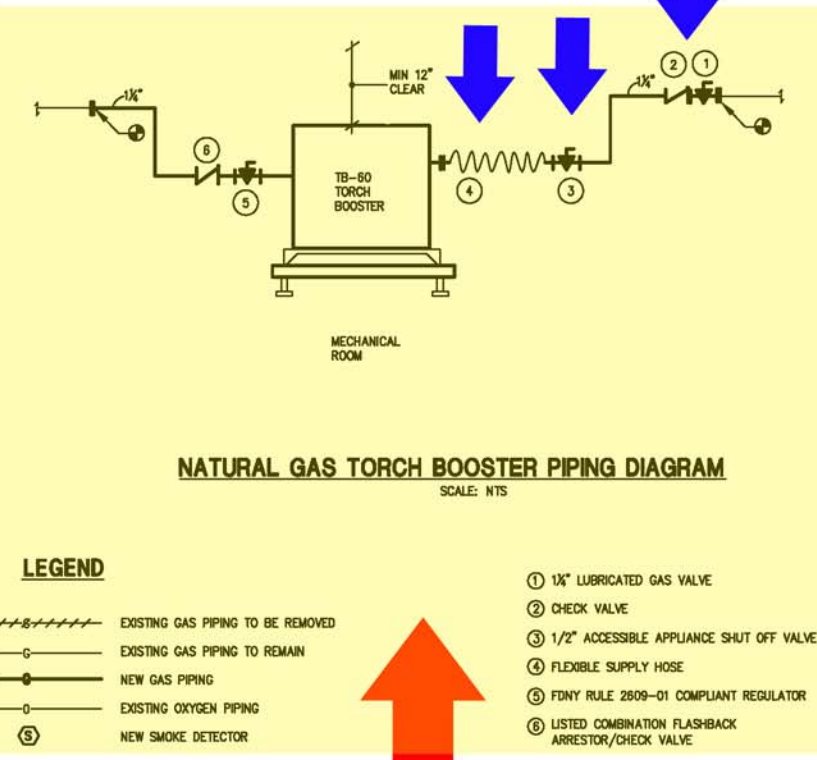 1¼"
MIN 12"
CLEAR
1¼"
2
1
6
5
TB-60
TORCH
BOOSTER
4
3
MECHANICAL
ROOM
NATURAL GAS TORCH BOOSTER PIPING DIAGRAM
SCALE: NTS
LEGEND
G EXISTING GAS PIPING TO BE REMOVED
G EXISTING GAS PIPING TO REMAIN
G NEW GAS PIPING
O EXISTING OXYGEN PIPING
S NEW SMOKE DETECTOR
1 1¼" LUBRICATED GAS VALVE
2 CHECK VALVE
3 1/2" ACCESSIBLE APPLIANCE SHUT OFF VALVE
4 FLEXIBLE SUPPLY HOSE
5 FDNY RULE 2609-01 COMPLIANT REGULATOR
6 LISTED COMBINATION FLASHBACK
ARRESTOR/CHECK VALVE